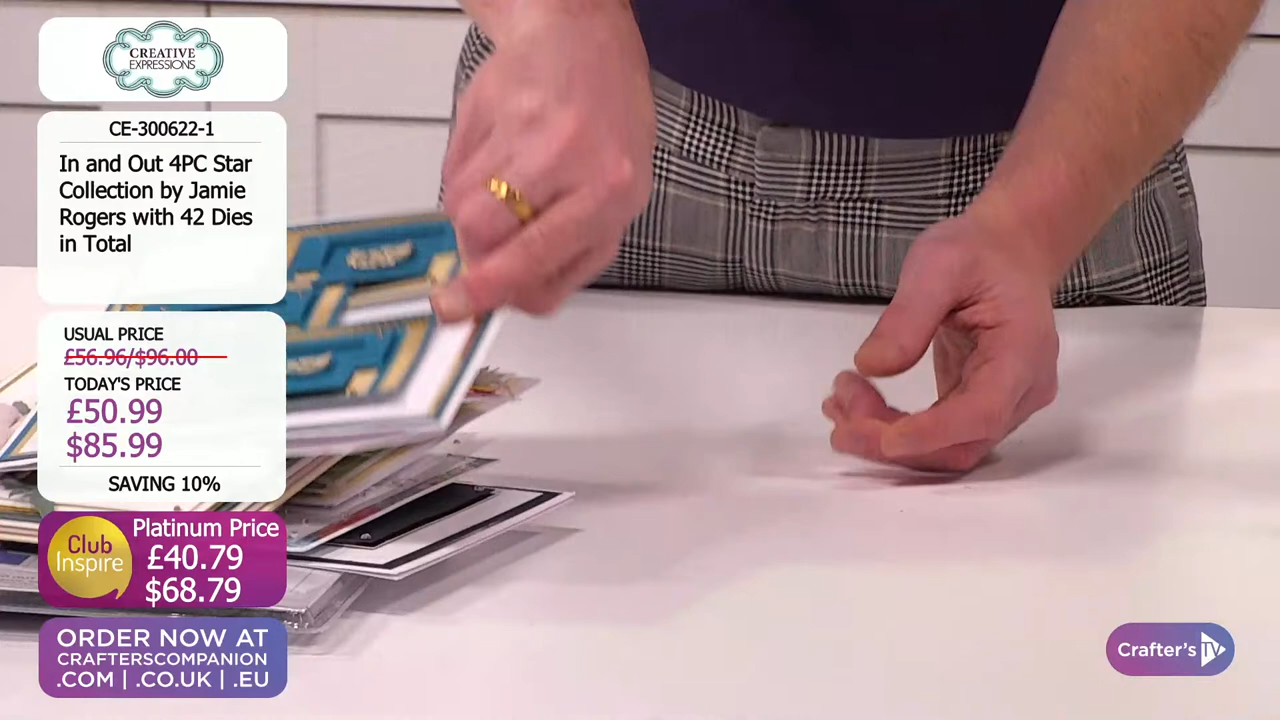 CREATIVE
EXPRESSIONS
CE-300622-1
In and Out 4PC Star
Collection by Jamie
Rogers with 42 Dies
in Total
USUAL PRICE
£56.96/$96.00
TODAY'S PRICE
£50.99
$85.99
SAVING 10%
Club
Inspire
Platinum Price
£40.79
$68.79
ORDER NOW AT
CRAFTERSCOMPANION
.COM | .CO.UK | .EU
Crafter's TV